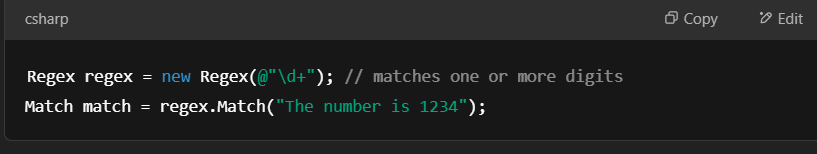 csharp
Copy
Edit
Regex regex = new Regex(@"\d+"); // matches one or more digits
Match match = regex.Match("The number is 1234");